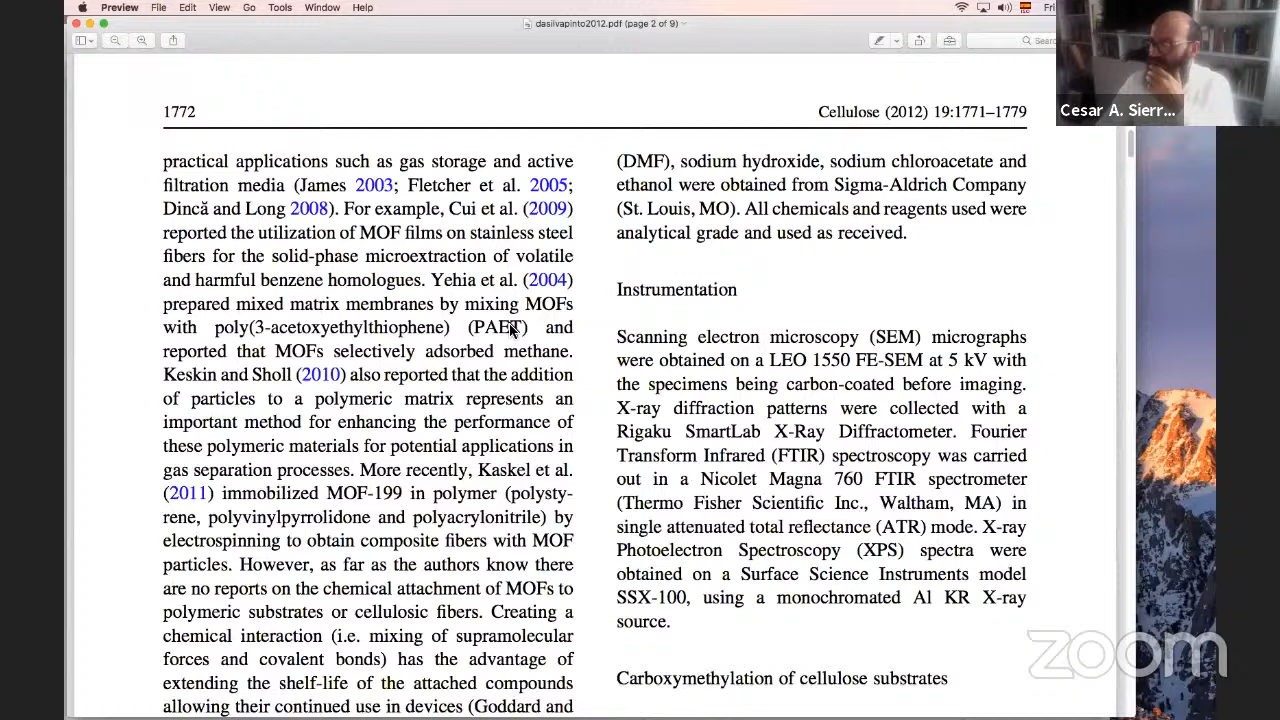 Preview File Edit View Go Tools Window Help
Fri
dasilvapinto2012.pdf (page 2 of 9)
Searc
Cesar A. Sierr...
1772
Cellulose (2012) 19:1771–1779
practical applications such as gas storage and active
filtration media (James 2003; Fletcher et al. 2005;
Dincă and Long 2008). For example, Cui et al. (2009)
reported the utilization of MOF films on stainless steel
fibers for the solid-phase microextraction of volatile
and harmful benzene homologues. Yehia et al. (2004)
prepared mixed matrix membranes by mixing MOFs
with poly(3-acetoxyethylthiophene) (PAET) and
reported that MOFs selectively adsorbed methane.
Keskin and Sholl (2010) also reported that the addition
of particles to a polymeric matrix represents an
important method for enhancing the performance of
these polymeric materials for potential applications in
gas separation processes. More recently, Kaskel et al.
(2011) immobilized MOF-199 in polymer (polysty-
rene, polyvinylpyrrolidone and polyacrylonitrile) by
electrospinning to obtain composite fibers with MOF
particles. However, as far as the authors know there
are no reports on the chemical attachment of MOFs to
polymeric substrates or cellulosic fibers. Creating a
chemical interaction (i.e. mixing of supramolecular
forces and covalent bonds) has the advantage of
extending the shelf-life of the attached compounds
allowing their continued use in devices (Goddard and
(DMF), sodium hydroxide, sodium chloroacetate and
ethanol were obtained from Sigma-Aldrich Company
(St. Louis, MO). All chemicals and reagents used were
analytical grade and used as received.
Instrumentation
Scanning electron microscopy (SEM) micrographs
were obtained on a LEO 1550 FE-SEM at 5 kV with
the specimens being carbon-coated before imaging.
X-ray diffraction patterns were collected with a
Rigaku SmartLab X-Ray Diffractometer. Fourier
Transform Infrared (FTIR) spectroscopy was carried
out in a Nicolet Magna 760 FTIR spectrometer
(Thermo Fisher Scientific Inc., Waltham, MA) in
single attenuated total reflectance (ATR) mode. X-ray
Photoelectron Spectroscopy (XPS) spectra were
obtained on a Surface Science Instruments model
SSX-100, using a monochromated Al KR X-ray
source.
Carboxymethylation of cellulose substrates
zoom